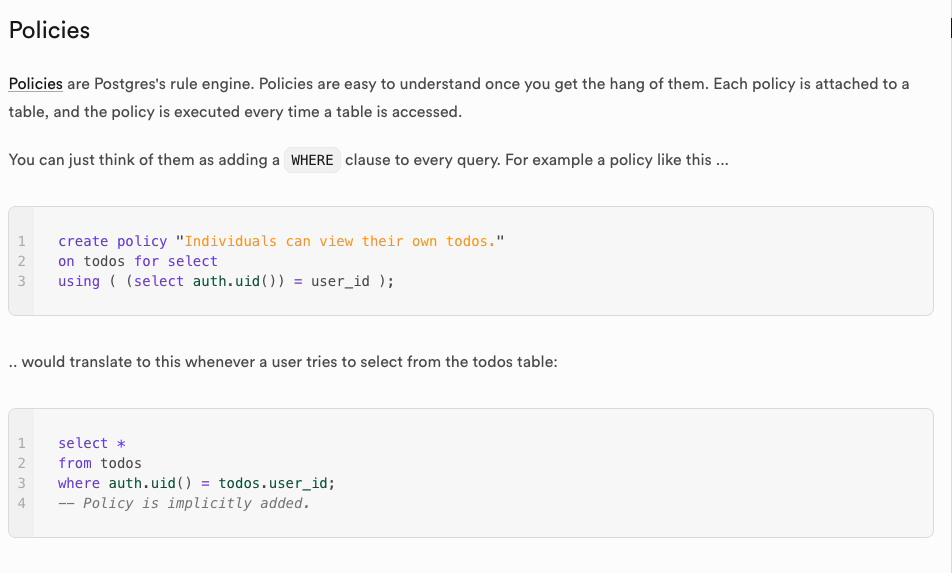 Policies
Policies are Postgres's rule engine. Policies are easy to understand once you get the hang of them. Each policy is attached to a
table, and the policy is executed every time a table is accessed.
You can just think of them as adding a WHERE clause to every query. For example a policy like this ...
1 create policy "Individuals can view their own todos."
2 on todos for select
3 using ( (select auth.uid()) = user_id );
.. would translate to this whenever a user tries to select from the todos table:
1 select *
2 from todos
3 where auth.uid() = todos.user_id;
4 -- Policy is implicitly added.